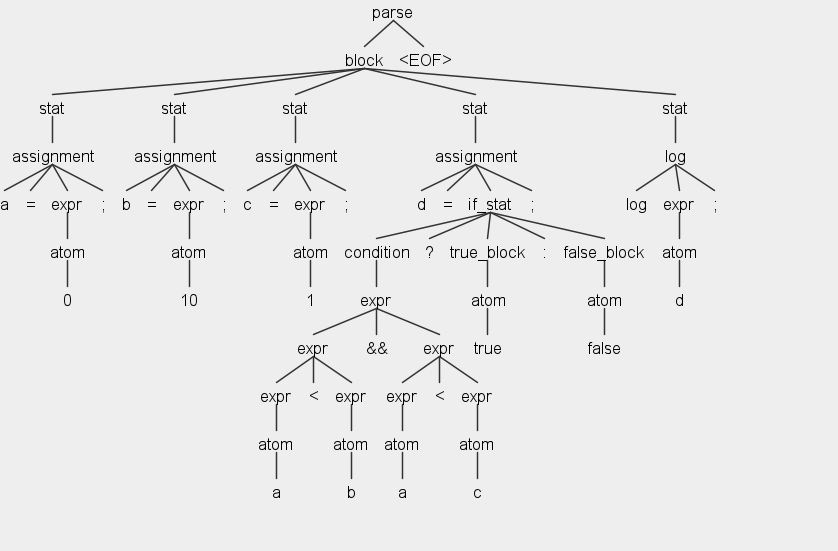 parse
block <EOF>
stat stat stat stat stat
assignment assignment assignment assignment log
a = expr ; b = expr ; c = expr ; d = if_stat ; log expr ;
atom atom atom condition ? true_block : false_block atom
0 10 1 expr atom atom d
expr && expr true false
expr < expr expr < expr
atom atom atom atom
a b a c